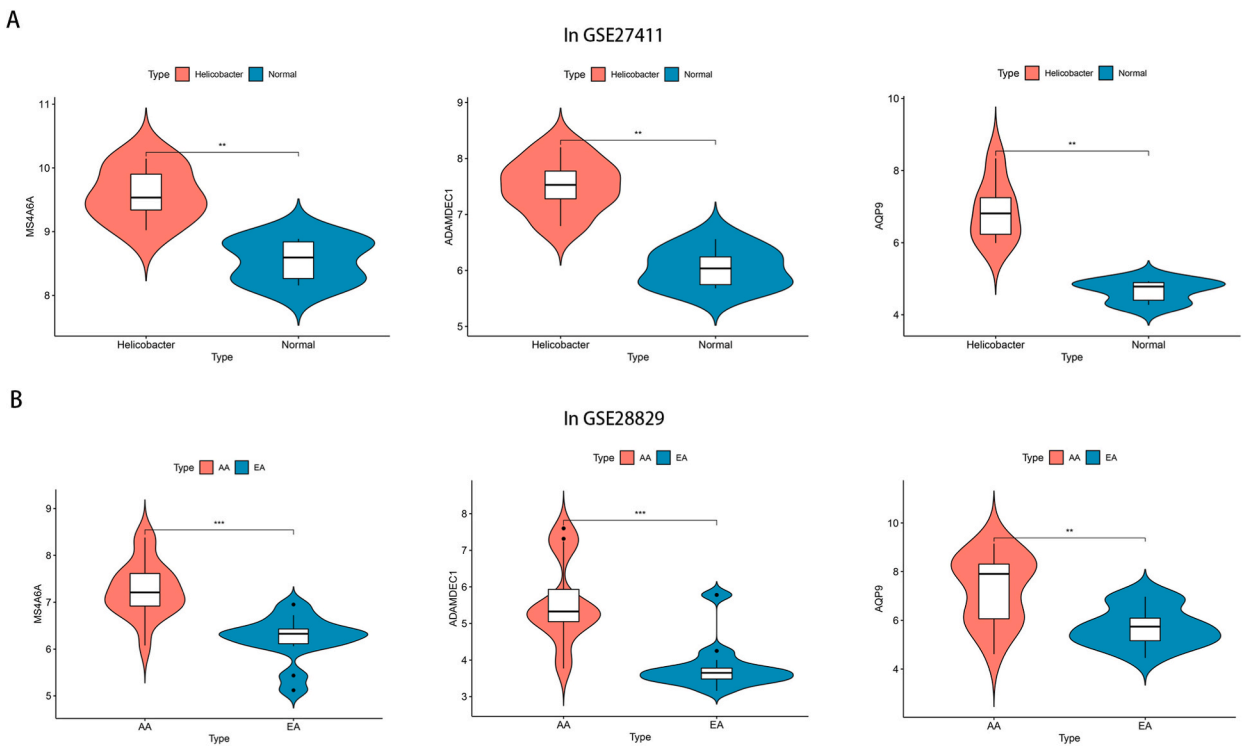 A
In GSE27411
Type Helicobacter Normal
11
10
9
8
MS4A6A
**
Helicobacter Normal
Type
Type Helicobacter Normal
9
8
7
6
5
ADAMDEC1
**
Helicobacter Normal
Type
Type Helicobacter Normal
10
8
6
4
AQP9
**
Helicobacter Normal
Type
B
In GSE28829
Type AA EA
9
8
7
6
5
MS4A6A
***
AA EA
Type
Type AA EA
8
7
6
5
4
3
ADAMDEC1
***
AA EA
Type
Type AA EA
10
8
6
4
AQP9
**
AA EA
Type